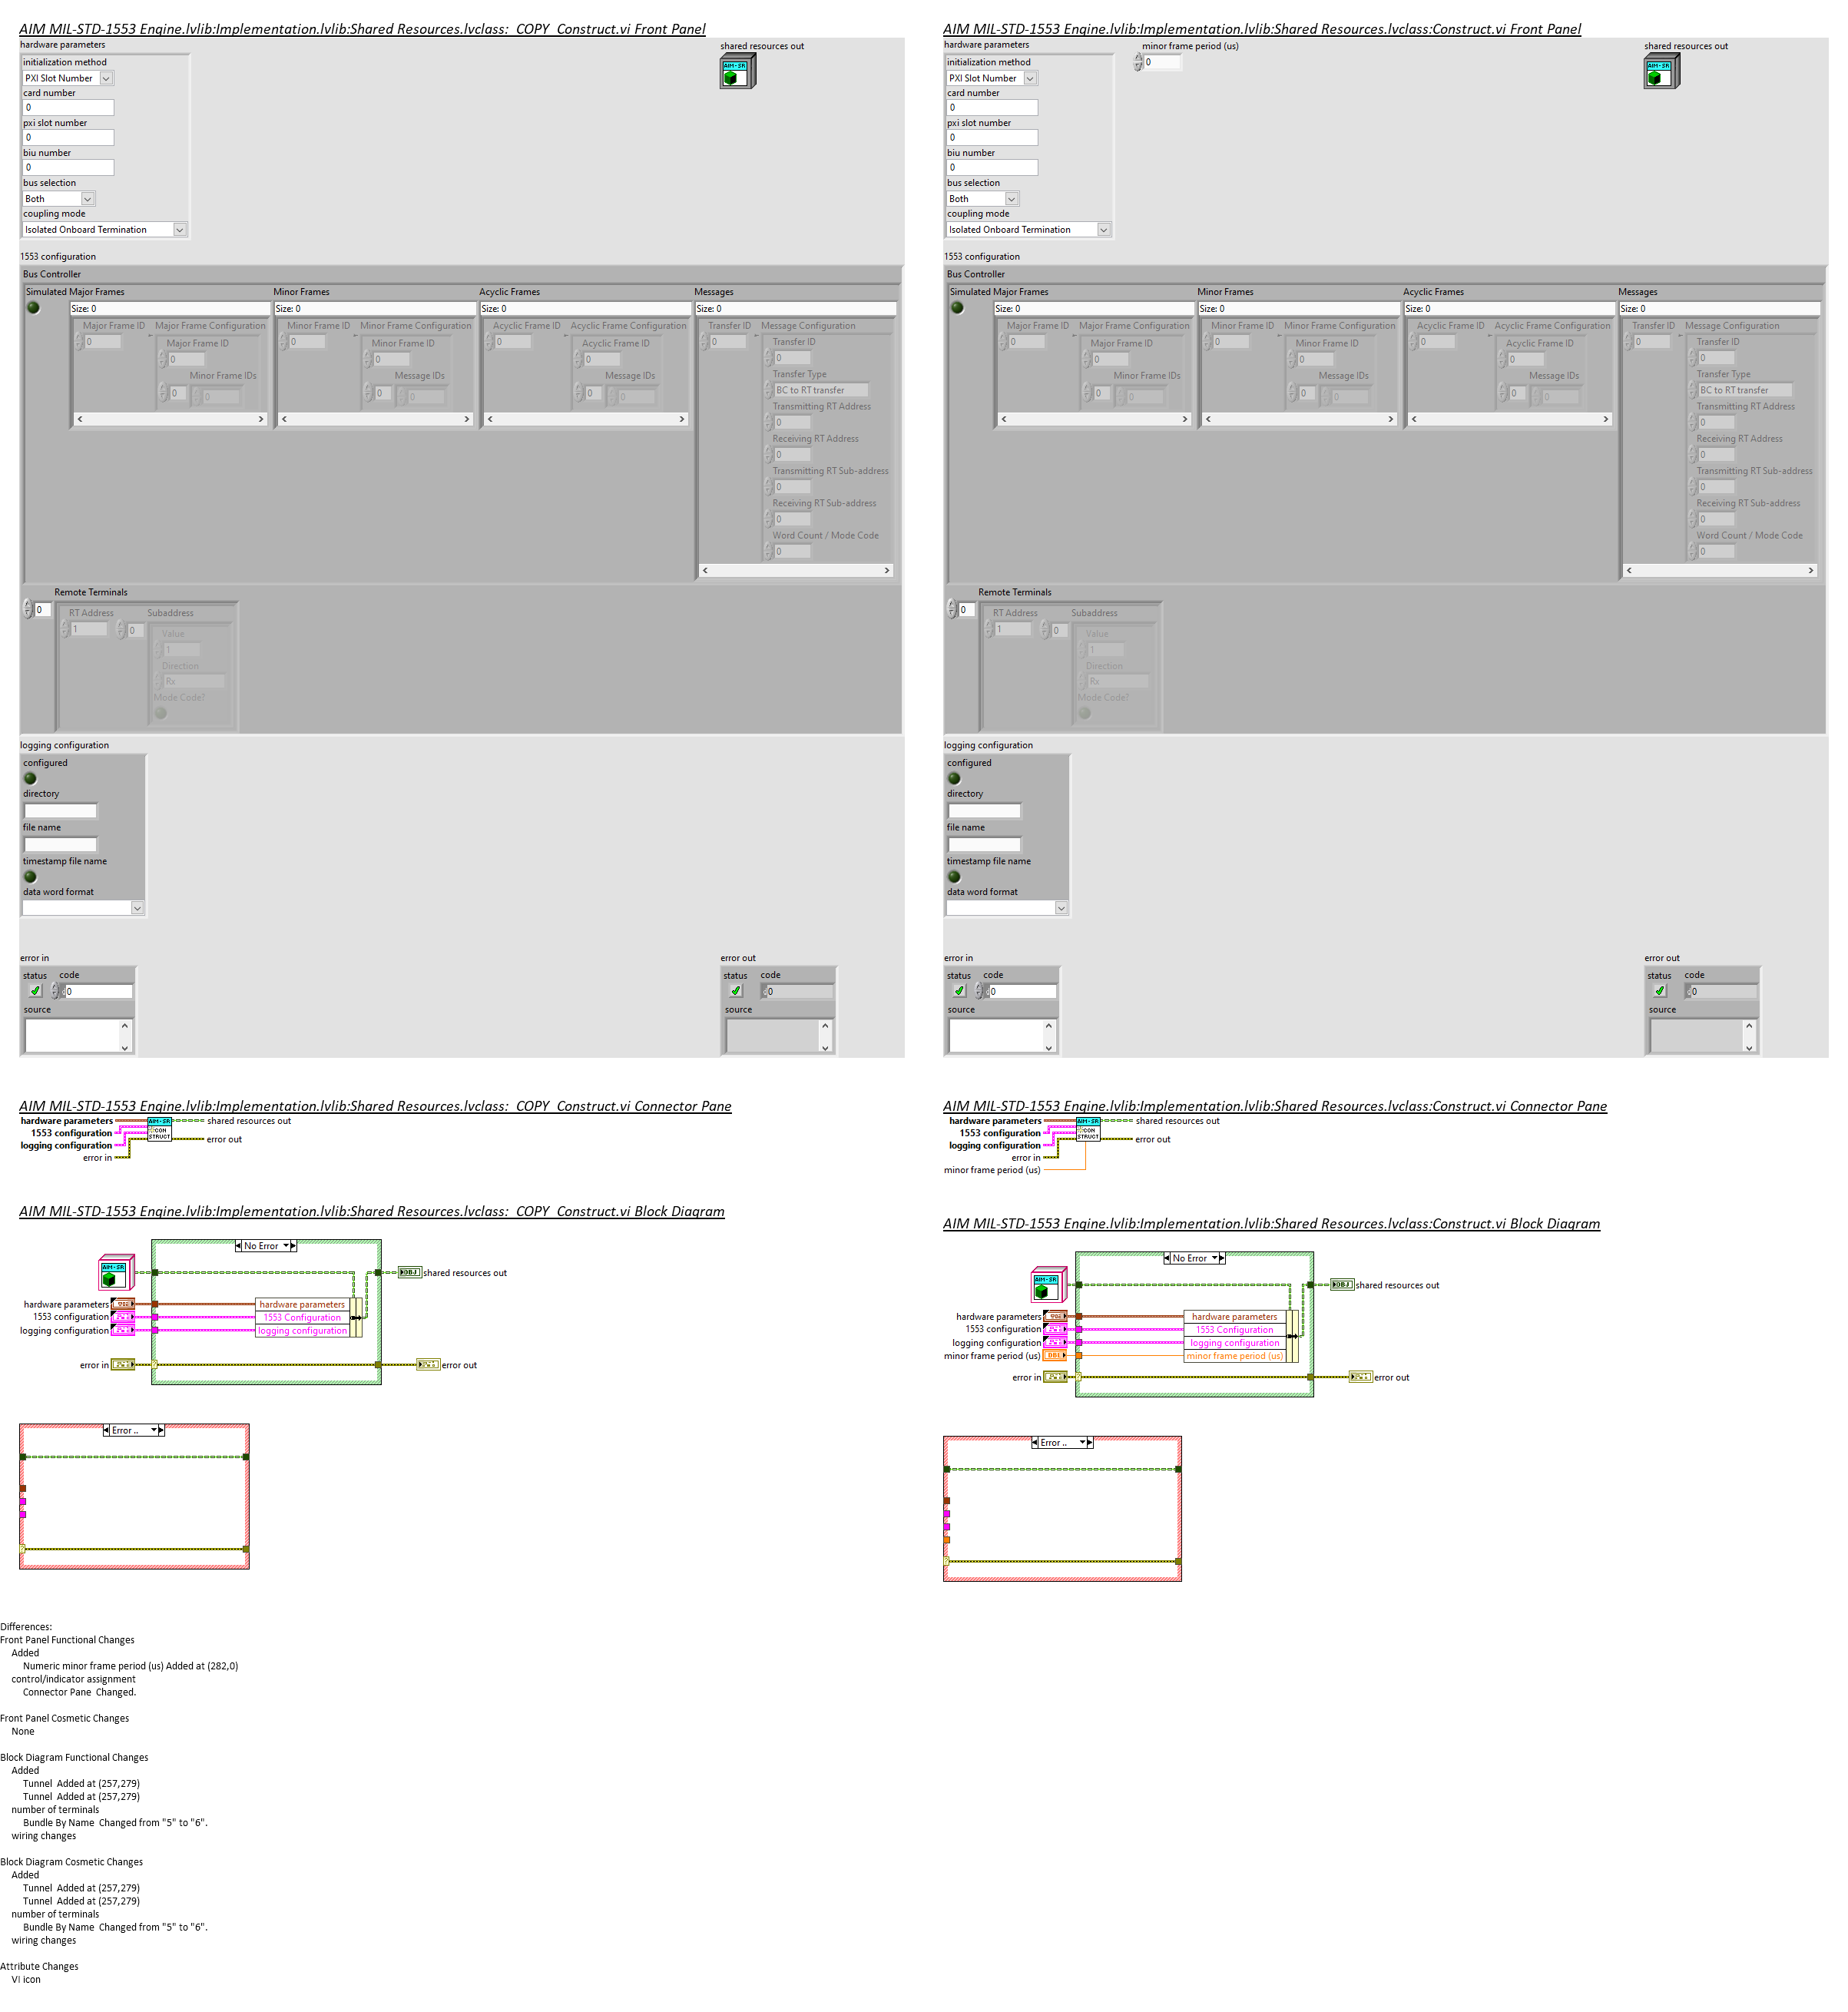 AIM MIL-STD-1553 Engine.lvlib:Implementation.lvlib:Shared Resources.lvclass:_COPY_Construct.vi Front Panel
hardware parameters
shared resources out
initialization method
AIM-SR
PXI Slot Number
card number
0
pxi slot number
0
biu number
0
bus selection
Both
coupling mode
Isolated Onboard Termination
1553 configuration
Bus Controller
Simulated Major Frames Minor Frames Acyclic Frames Messages
Size: 0 Size: 0 Size: 0 Size: 0
Major Frame ID Major Frame Configuration Minor Frame ID Minor Frame Configuration Acyclic Frame ID Acyclic Frame Configuration Transfer ID Message Configuration
0 Major Frame ID 0 Minor Frame ID 0 Acyclic Frame ID 0 Transfer ID
0 0 0 0
Minor Frame IDs Message IDs Message IDs Transfer Type
0 0 0 0 0 0 BC to RT transfer
Transmitting RT Address
0
Receiving RT Address
0
Transmitting RT Sub-address
0
Receiving RT Sub-address
0
Word Count / Mode Code
0
Remote Terminals
0 RT Address Subaddress
1 0 Value
1
Direction
Rx
Mode Code?
logging configuration
configured
directory
file name
timestamp file name
data word format
error in error out
status code status code
0 0
source source
AIM MIL-STD-1553 Engine.lvlib:Implementation.lvlib:Shared Resources.lvclass:_COPY_Construct.vi Connector Pane
hardware parameters AIM-SR shared resources out
1553 configuration CON
logging configuration STRUCT error out
error in
AIM MIL-STD-1553 Engine.lvlib:Implementation.lvlib:Shared Resources.lvclass:_COPY_Construct.vi Block Diagram
No Error
AIM-SR
OBJ shared resources out
hardware parameters hardware parameters
1553 configuration 1553 Configuration
logging configuration logging configuration
error in error out
Error ..
AIM MIL-STD-1553 Engine.lvlib:Implementation.lvlib:Shared Resources.lvclass:Construct.vi Front Panel
hardware parameters minor frame period (us) shared resources out
0
initialization method
AIM-SR
PXI Slot Number
card number
0
pxi slot number
0
biu number
0
bus selection
Both
coupling mode
Isolated Onboard Termination
1553 configuration
Bus Controller
Simulated Major Frames Minor Frames Acyclic Frames Messages
Size: 0 Size: 0 Size: 0 Size: 0
Major Frame ID Major Frame Configuration Minor Frame ID Minor Frame Configuration Acyclic Frame ID Acyclic Frame Configuration Transfer ID Message Configuration
0 Major Frame ID 0 Minor Frame ID 0 Acyclic Frame ID 0 Transfer ID
0 0 0 0
Minor Frame IDs Message IDs Message IDs Transfer Type
0 0 0 0 0 0 BC to RT transfer
Transmitting RT Address
0
Receiving RT Address
0
Transmitting RT Sub-address
0
Receiving RT Sub-address
0
Word Count / Mode Code
0
Remote Terminals
0 RT Address Subaddress
1 0 Value
1
Direction
Rx
Mode Code?
logging configuration
configured
directory
file name
timestamp file name
data word format
error in error out
status code status code
0 0
source source
AIM MIL-STD-1553 Engine.lvlib:Implementation.lvlib:Shared Resources.lvclass:Construct.vi Connector Pane
hardware parameters AIM-SR shared resources out
1553 configuration CON
logging configuration STRUCT error out
error in
minor frame period (us)
AIM MIL-STD-1553 Engine.lvlib:Implementation.lvlib:Shared Resources.lvclass:Construct.vi Block Diagram
No Error
AIM-SR
OBJ shared resources out
hardware parameters hardware parameters
1553 configuration 1553 Configuration
logging configuration logging configuration
minor frame period (us) DBL minor frame period (us)
error in error out
Error ..
Differences:
Front Panel Functional Changes
Added
Numeric minor frame period (us) Added at (282,0)
control/indicator assignment
Connector Pane Changed.
Front Panel Cosmetic Changes
None
Block Diagram Functional Changes
Added
Tunnel Added at (257,279)
Tunnel Added at (257,279)
number of terminals
Bundle By Name Changed from "5" to "6".
wiring changes
Block Diagram Cosmetic Changes
Added
Tunnel Added at (257,279)
Tunnel Added at (257,279)
number of terminals
Bundle By Name Changed from "5" to "6".
wiring changes
Attribute Changes
VI icon